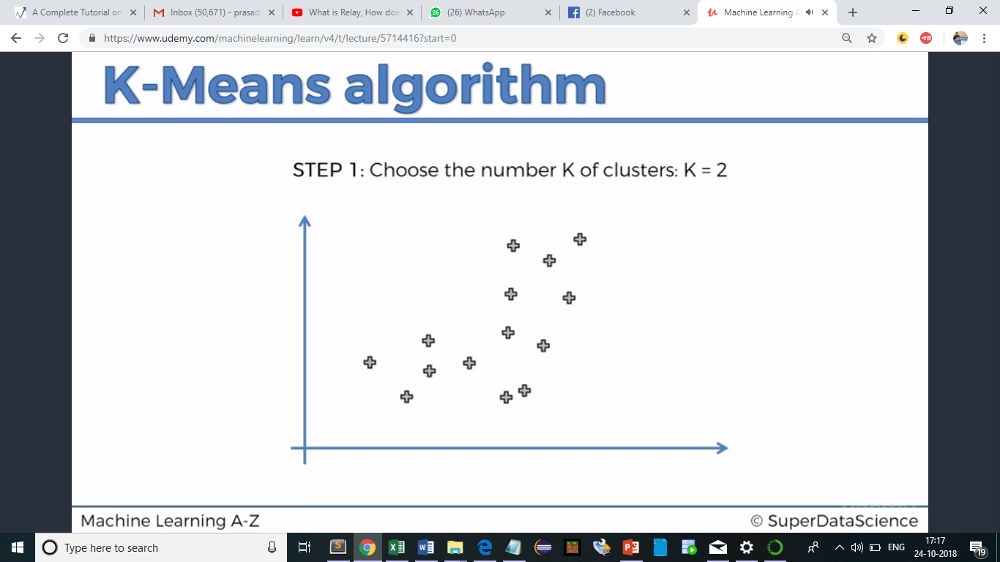 A Complete Tutorial on
Inbox (50,671) - prasad
What is Relay, How doe
(26) WhatsApp
(2) Facebook
Machine Learning A
https://www.udemy.com/machinelearning/learn/v4/t/lecture/5714416?start=0
K-Means algorithm
STEP 1: Choose the number K of clusters: K = 2
Machine Learning A-Z
© SuperDataScience
Type here to search
ENG
17:17
24-10-2018
19